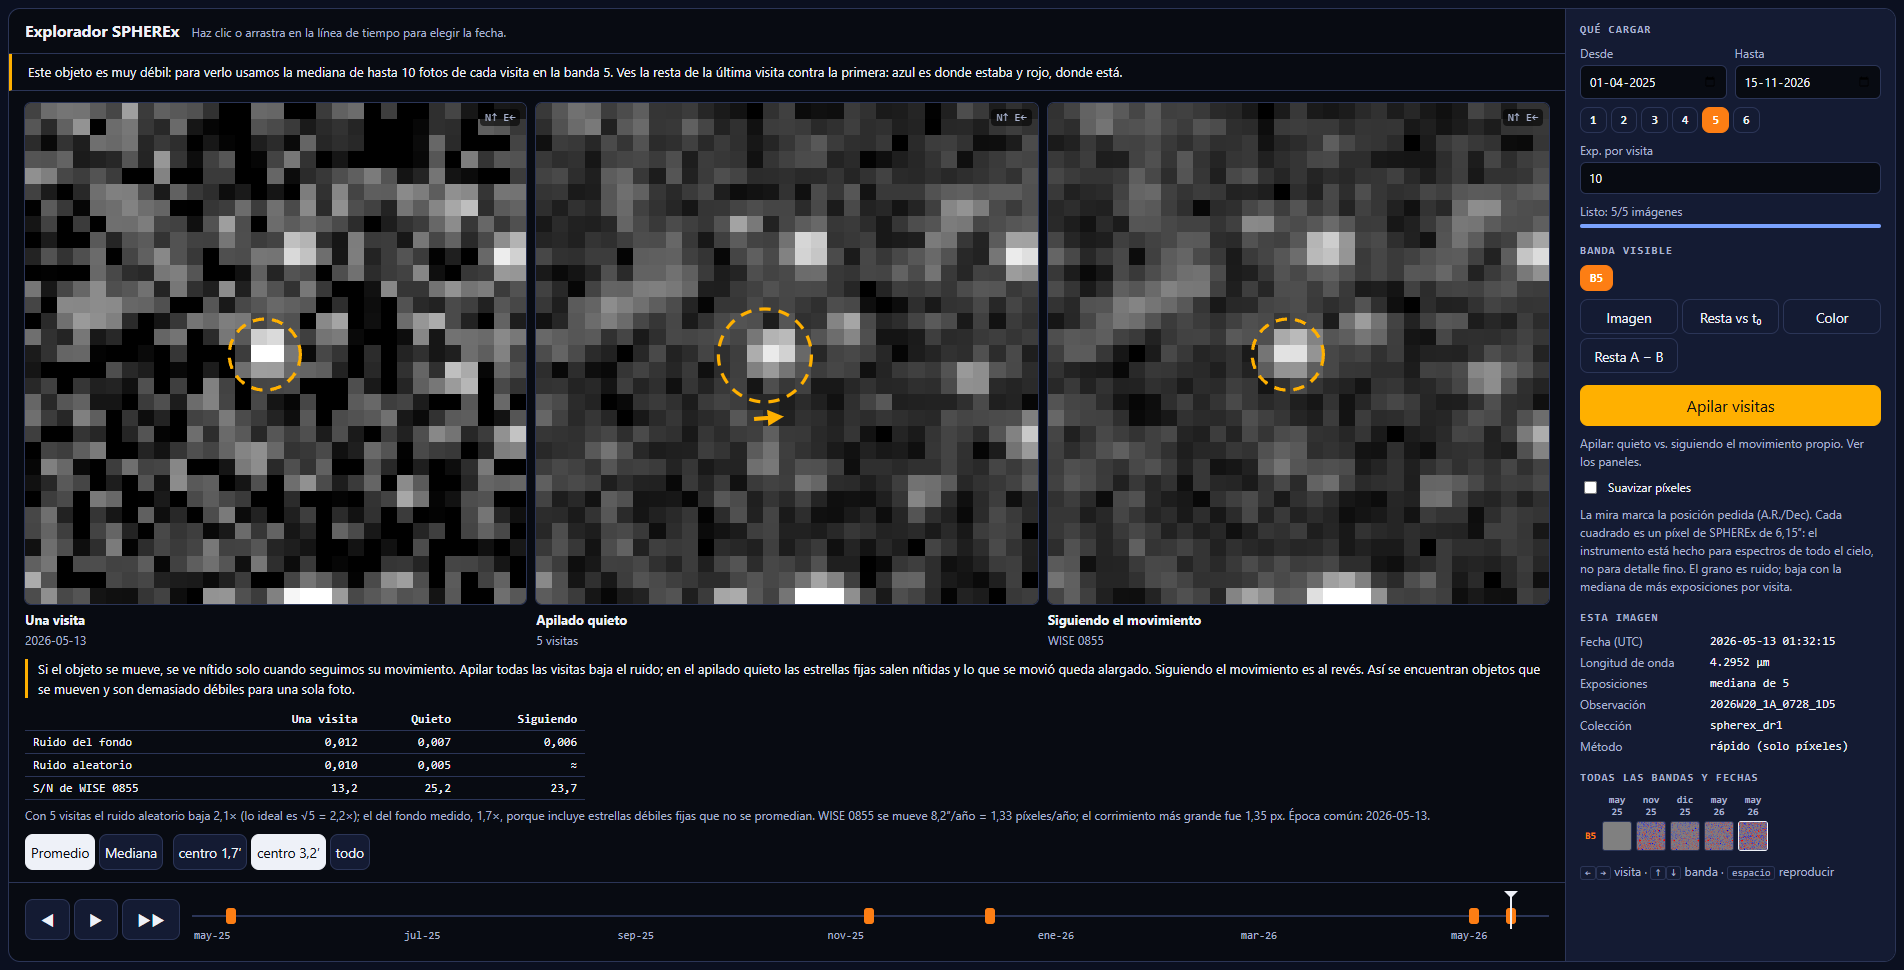 Explorador SPHEREx Haz clic o arrastra en la línea de tiempo para elegir la fecha.
Este objeto es muy débil: para verlo usamos la mediana de hasta 10 fotos de cada visita en la banda 5. Ves la resta de la última visita contra la primera: azul es donde estaba y rojo, donde está.
N↑ E←
N↑ E←
N↑ E←
Una visita
2026-05-13
Apilado quieto
5 visitas
Siguiendo el movimiento
WISE 0855
Si el objeto se mueve, se ve nítido solo cuando seguimos su movimiento. Apilar todas las visitas baja el ruido; en el apilado quieto las estrellas fijas salen nítidas y lo que se movió queda alargado. Siguiendo el movimiento es al revés. Así se encuentran objetos que
se mueven y son demasiado débiles para una sola foto.
Una visita Quieto Siguiendo
Ruido del fondo 0,012 0,007 0,006
Ruido aleatorio 0,010 0,005 ≈
S/N de WISE 0855 13,2 25,2 23,7
Con 5 visitas el ruido aleatorio baja 2,1× (lo ideal es √5 = 2,2×); el del fondo medido, 1,7×, porque incluye estrellas débiles fijas que no se promedian. WISE 0855 se mueve 8,2″/año = 1,33 píxeles/año; el corrimiento más grande fue 1,35 px. Época común: 2026-05-13.
Promedio Mediana centro 1,7′ centro 3,2′ todo
may-25 jul-25 sep-25 nov-25 ene-26 mar-26 may-26
QUÉ CARGAR
Desde Hasta
01-04-2025 15-11-2026
1 2 3 4 5 6
Exp. por visita
10
Listo: 5/5 imágenes
BANDA VISIBLE
B5
Imagen Resta vs t₀ Color
Resta A − B
Apilar visitas
Apilar: quieto vs. siguiendo el movimiento propio. Ver
los paneles.
Suavizar píxeles
La mira marca la posición pedida (A.R./Dec). Cada
cuadrado es un píxel de SPHEREx de 6,15″: el
instrumento está hecho para espectros de todo el cielo,
no para detalle fino. El grano es ruido; baja con la
mediana de más exposiciones por visita.
ESTA IMAGEN
Fecha (UTC) 2026-05-13 01:32:15
Longitud de onda 4.2952 µm
Exposiciones mediana de 5
Observación 2026W20_1A_0728_1D5
Colección spherex_dr1
Método rápido (solo píxeles)
TODAS LAS BANDAS Y FECHAS
may nov dic may may
25 25 25 26 26
B5
← → visita · ↑ ↓ banda · espacio reproducir